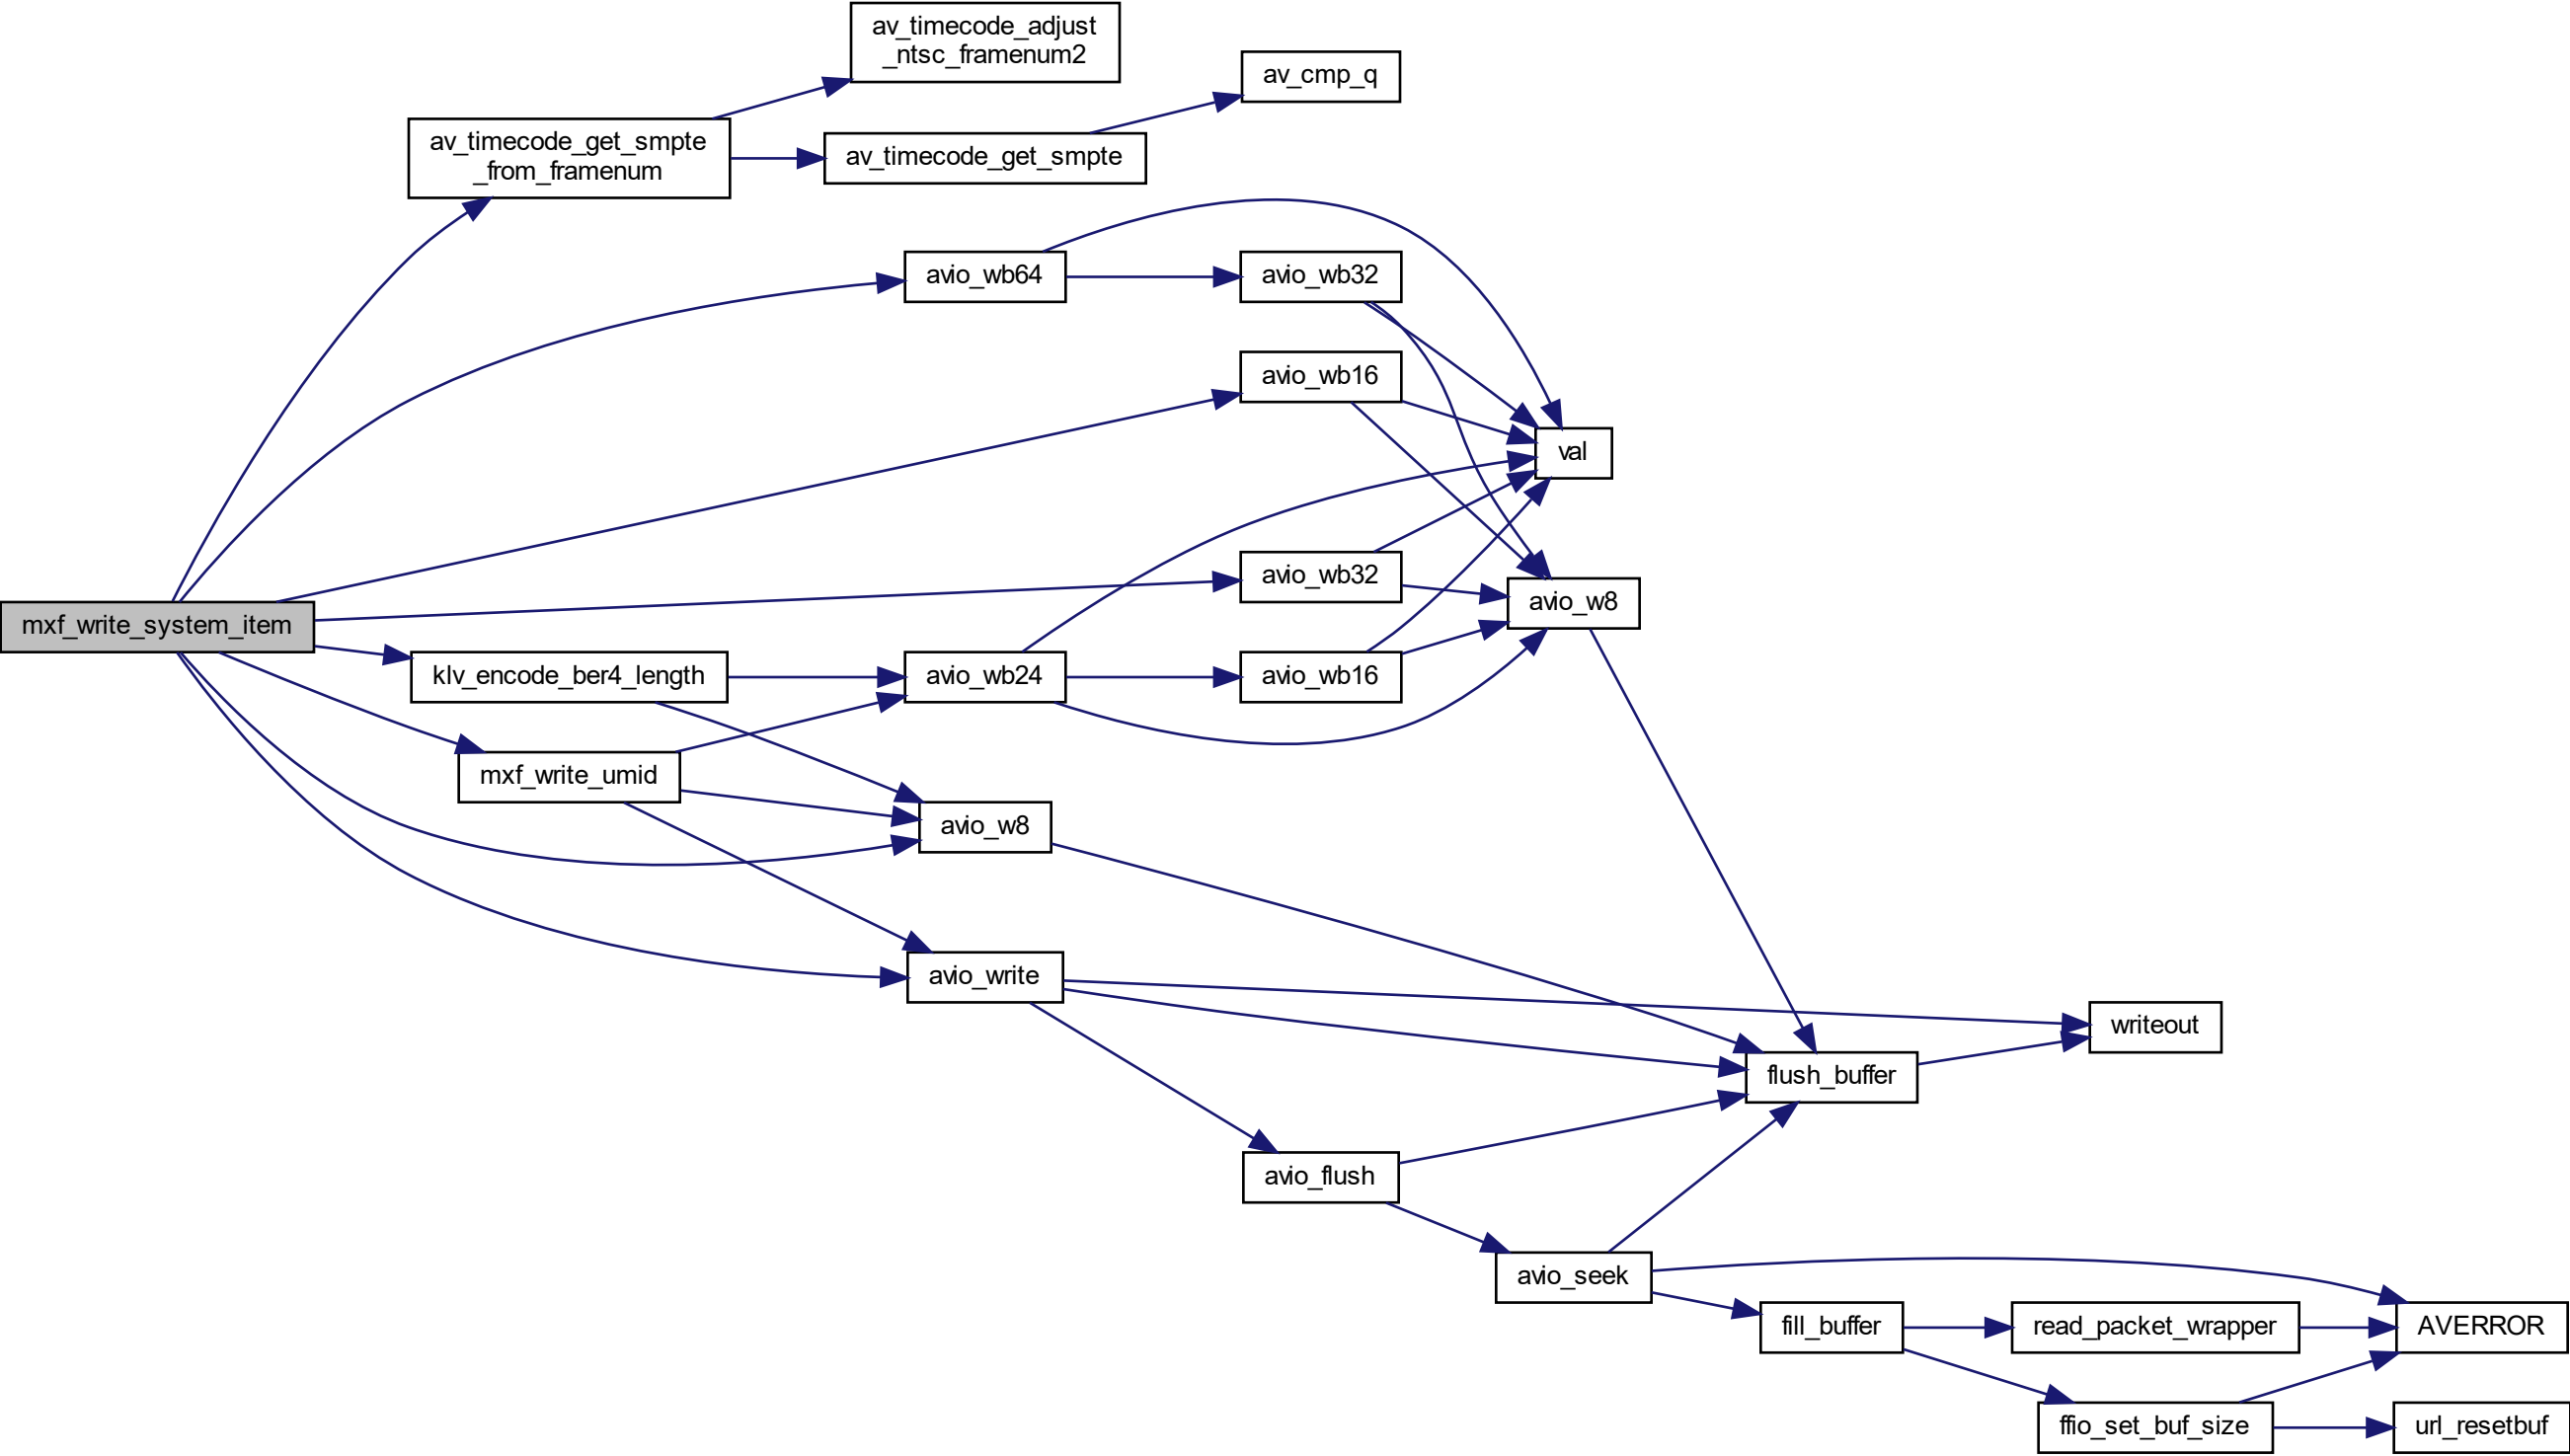 av_timecode_adjust
_ntsc_framenum2
av_cmp_q
av_timecode_get_smpte
_from_framenum
av_timecode_get_smpte
avio_wb64
avio_wb32
avio_wb16
val
avio_wb32
avio_w8
mxf_write_system_item
klv_encode_ber4_length
avio_wb24
avio_wb16
mxf_write_umid
avio_w8
avio_write
writeout
flush_buffer
avio_flush
avio_seek
fill_buffer
read_packet_wrapper
AVERROR
ffio_set_buf_size
url_resetbuf